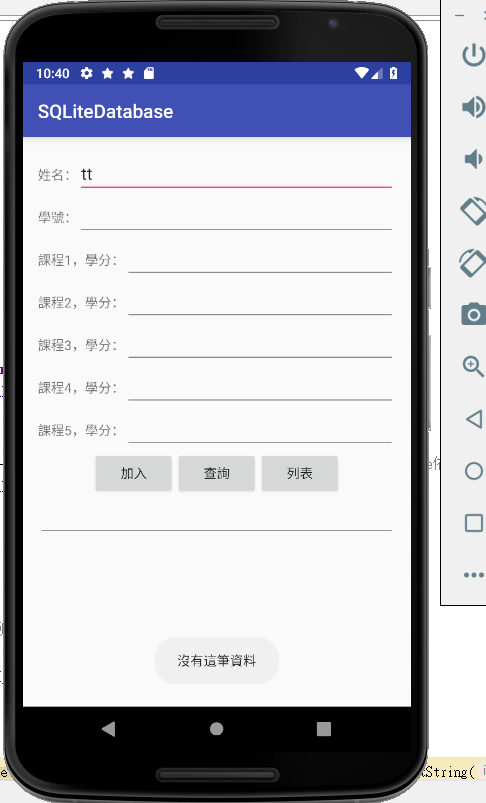 10:40
SQLiteDatabase
姓名： tt
學號：
課程1，學分：
課程2，學分：
課程3，學分：
課程4，學分：
課程5，學分：
加入 查詢 列表
沒有這筆資料
tString(